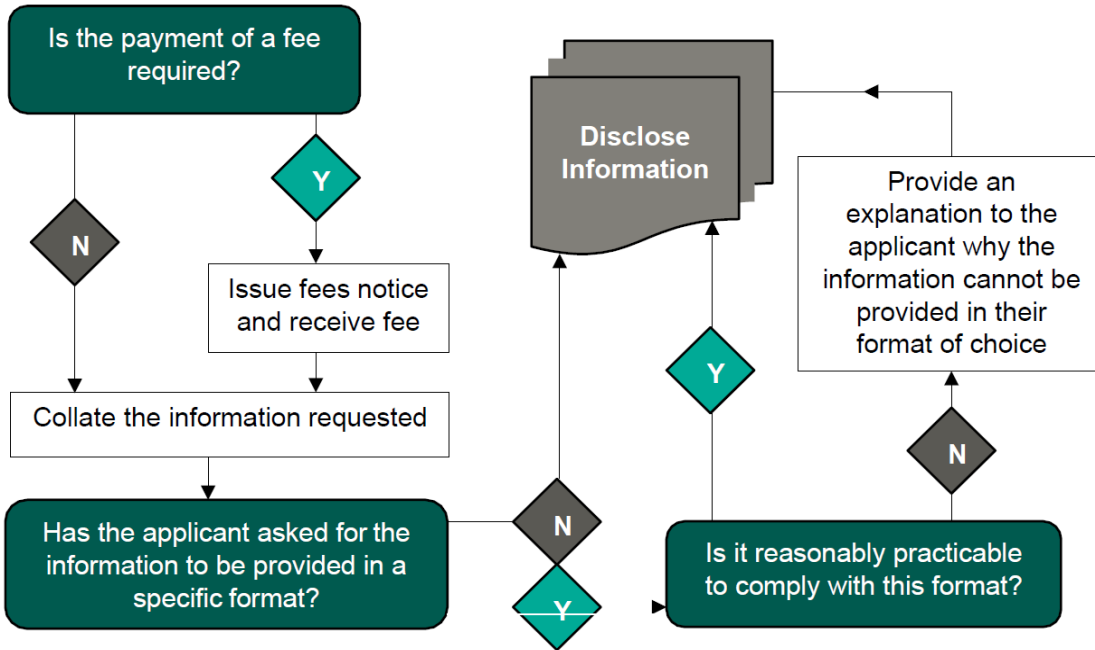 Is the payment of a fee
required?
Y
N
Issue fees notice
and receive fee
Collate the information requested
Has the applicant asked for the
information to be provided in a
specific format?
N
Y
Disclose
Information
Y
Is it reasonably practicable
to comply with this format?
N
Provide an
explanation to the
applicant why the
information cannot be
provided in their
format of choice